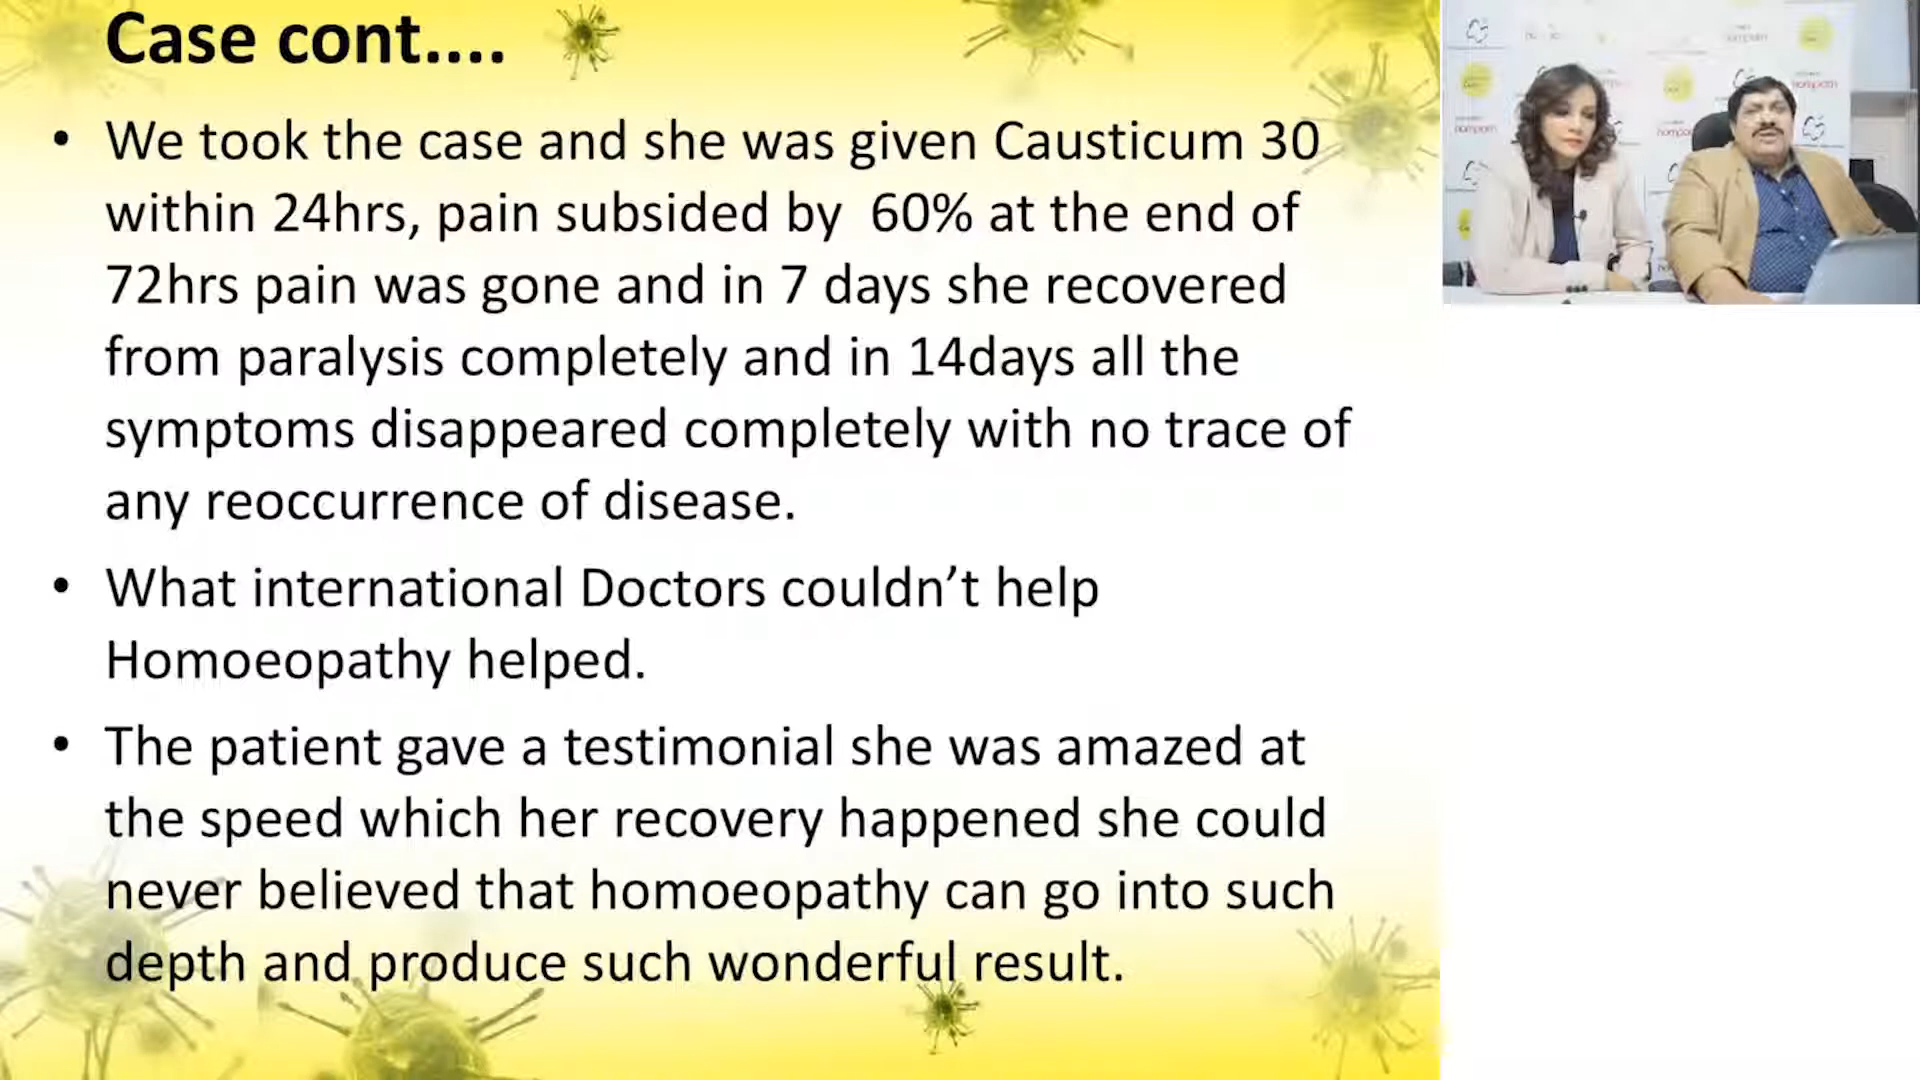 Case cont....
• We took the case and she was given Causticum 30
within 24hrs, pain subsided by  60% at the end of
72hrs pain was gone and in 7 days she recovered
from paralysis completely and in 14days all the
symptoms disappeared completely with no trace of
any reoccurrence of disease.
• What international Doctors couldn’t help
Homoeopathy helped.
• The patient gave a testimonial she was amazed at
the speed which her recovery happened she could
never believed that homoeopathy can go into such
depth and produce such wonderful result.
hompath